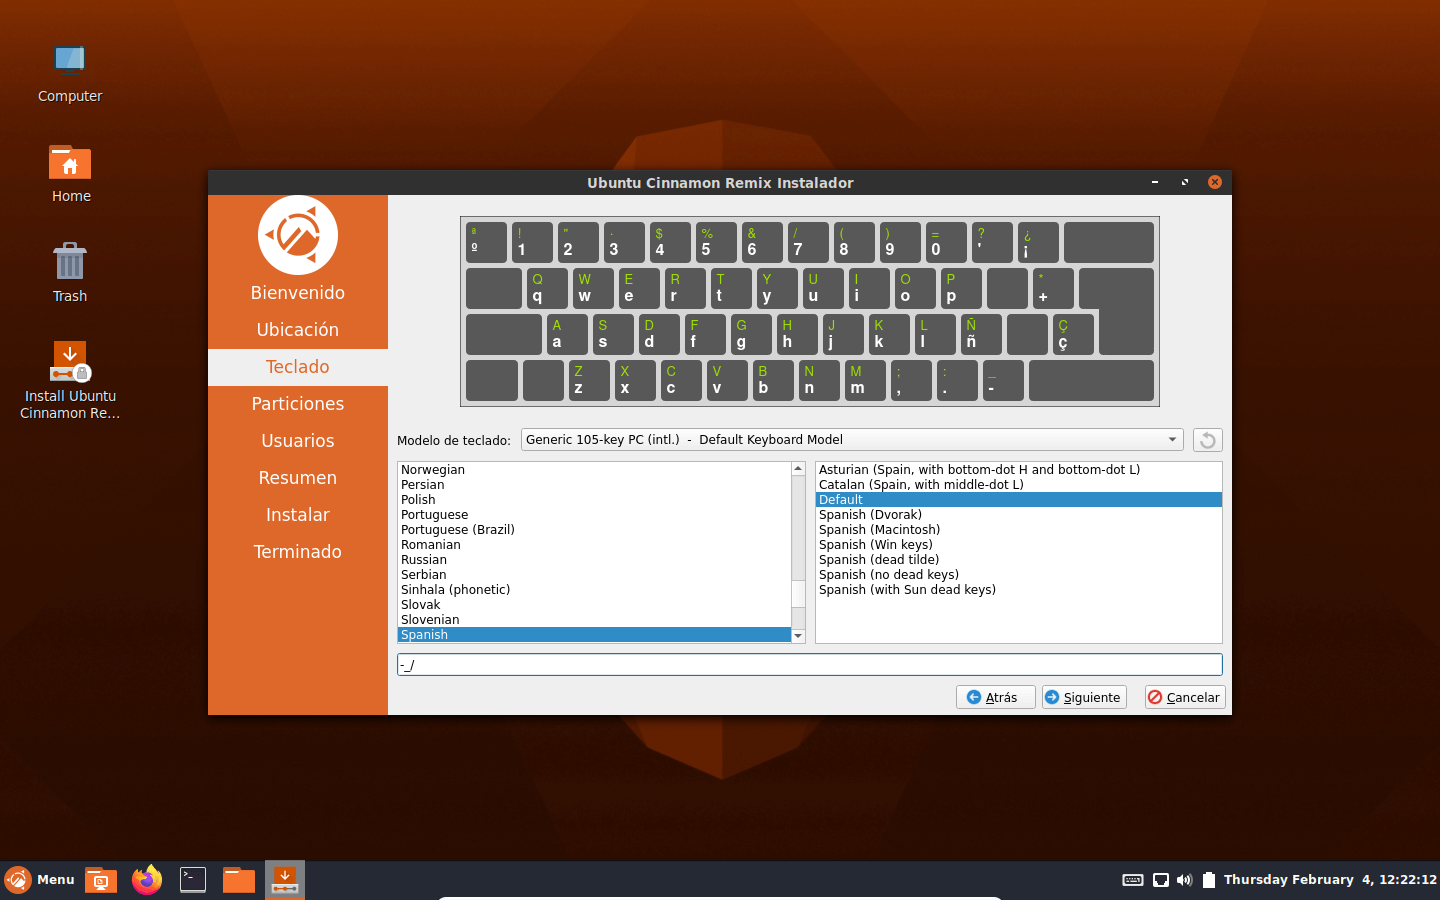 Computer
Home
Trash
Install Ubuntu
Cinnamon Re...
Ubuntu Cinnamon Remix Instalador
Bienvenido
Ubicación
Teclado
Particiones
Usuarios
Resumen
Instalar
Terminado
ª ! " · $ % & / ( ) = ? ¿
º 1 2 3 4 5 6 7 8 9 0 ' ¡
Q W E R T Y U I O P *
q w e r t y u i o p +
A S D F G H J K L Ñ Ç
a s d f g h j k l ñ ç
Z X C V B N M ; : _
z x c v b n m , . -
Modelo de teclado: Generic 105-key PC (intl.)  -  Default Keyboard Model
Norwegian
Persian
Polish
Portuguese
Portuguese (Brazil)
Romanian
Russian
Serbian
Sinhala (phonetic)
Slovak
Slovenian
Spanish
Asturian (Spain, with bottom-dot H and bottom-dot L)
Catalan (Spain, with middle-dot L)
Default
Spanish (Dvorak)
Spanish (Macintosh)
Spanish (Win keys)
Spanish (dead tilde)
Spanish (no dead keys)
Spanish (with Sun dead keys)
-_/
Atrás Siguiente Cancelar
Menu Thursday February  4, 12:22:12